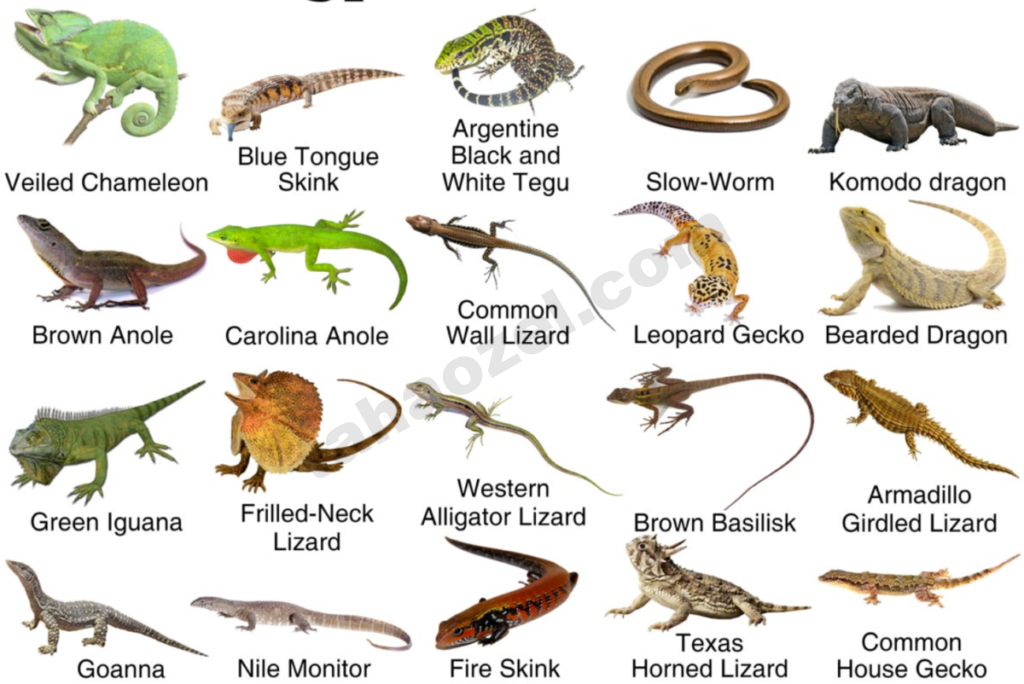 Veiled Chameleon
Blue Tongue
Skink
Argentine
Black and
White Tegu
Slow-Worm
Komodo dragon
Brown Anole
Carolina Anole
Common
Wall Lizard
Leopard Gecko
Bearded Dragon
Green Iguana
Frilled-Neck
Lizard
Western
Alligator Lizard
Brown Basilisk
Armadillo
Girdled Lizard
Goanna
Nile Monitor
Fire Skink
Texas
Horned Lizard
Common
House Gecko